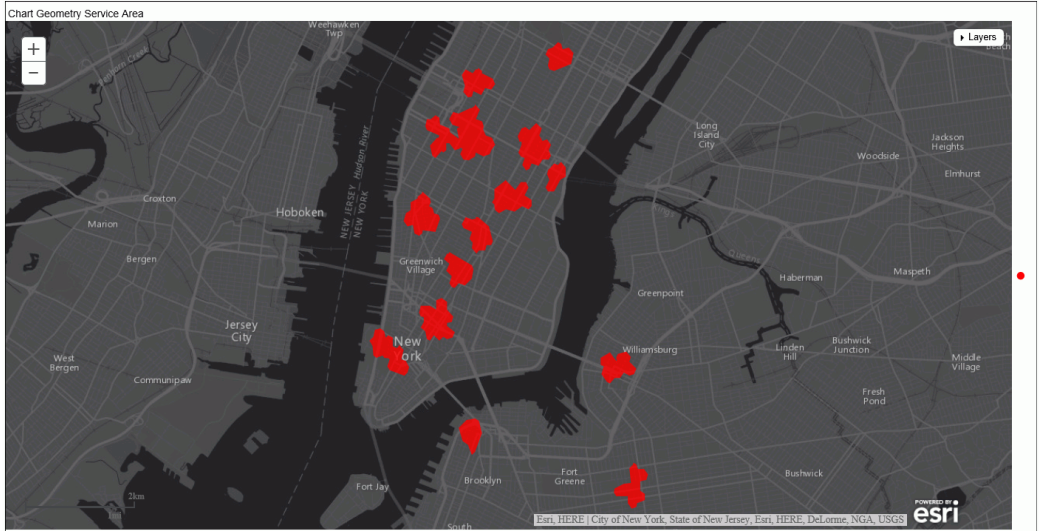 Chart Geometry Service Area
Weehawken
Twp
+
−
Layers
Beach
Hudson River
NEW JERSEY
NEW YORK
Long
Island
City
Jackson
Heights
Woodside
Elmhurst
Croxton
Hoboken
Marion
Bergen
Greenwich
Village
Queens
Haberman
Maspeth
Greenpoint
Jersey
City
New
York
West
Bergen
Williamsburg
Linden
Hill
Bushwick
Junction
Middle
Village
Communipaw
Fresh
Pond
Brooklyn
Fort
Greene
Bushwick
Fort Jay
2km
South
POWERED BY
esri
Esri, HERE | City of New York, State of New Jersey, Esri, HERE, DeLorme, NGA, USGS